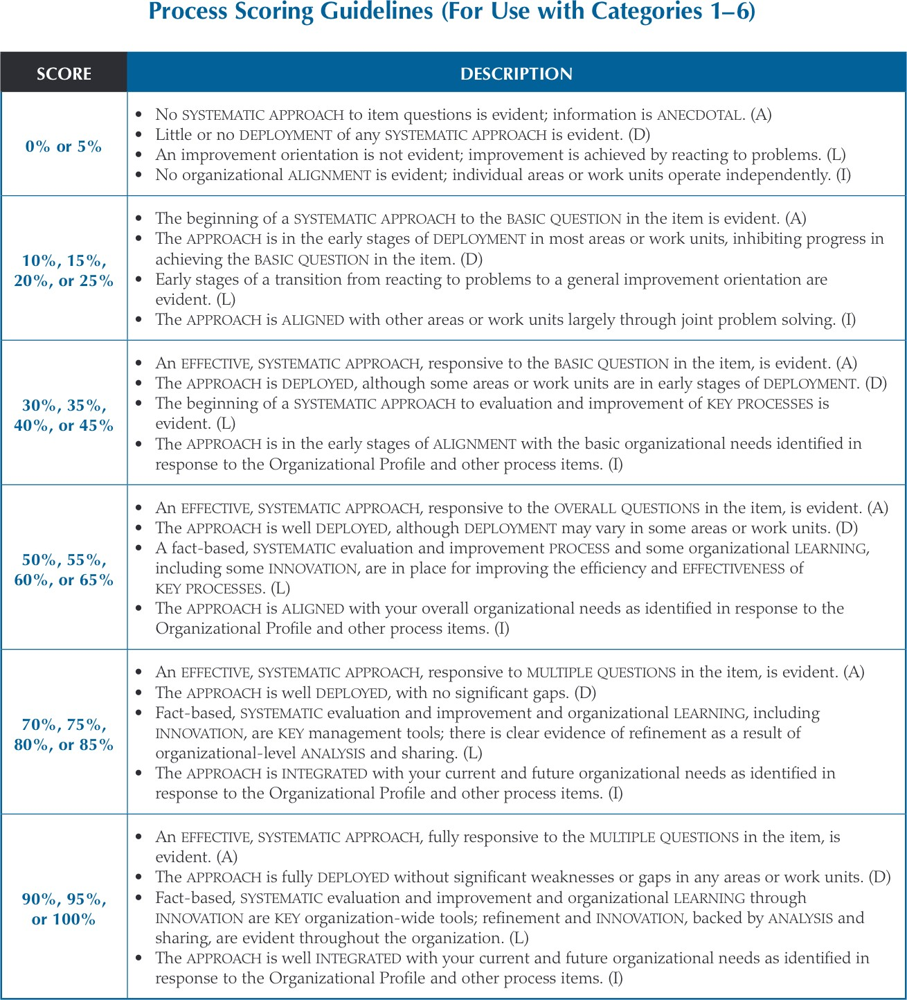 Process Scoring Guidelines (For Use with Categories 1–6)
SCORE
DESCRIPTION
0% or 5%
• No SYSTEMATIC APPROACH to item questions is evident; information is ANECDOTAL. (A)
• Little or no DEPLOYMENT of any SYSTEMATIC APPROACH is evident. (D)
• An improvement orientation is not evident; improvement is achieved by reacting to problems. (L)
• No organizational ALIGNMENT is evident; individual areas or work units operate independently. (I)
10%, 15%,
20%, or 25%
• The beginning of a SYSTEMATIC APPROACH to the BASIC QUESTION in the item is evident. (A)
• The APPROACH is in the early stages of DEPLOYMENT in most areas or work units, inhibiting progress in
achieving the BASIC QUESTION in the item. (D)
• Early stages of a transition from reacting to problems to a general improvement orientation are
evident. (L)
• The APPROACH is ALIGNED with other areas or work units largely through joint problem solving. (I)
30%, 35%,
40%, or 45%
• An EFFECTIVE, SYSTEMATIC APPROACH, responsive to the BASIC QUESTION in the item, is evident. (A)
• The APPROACH is DEPLOYED, although some areas or work units are in early stages of DEPLOYMENT. (D)
• The beginning of a SYSTEMATIC APPROACH to evaluation and improvement of KEY PROCESSES is
evident. (L)
• The APPROACH is in the early stages of ALIGNMENT with the basic organizational needs identified in
response to the Organizational Profile and other process items. (I)
50%, 55%,
60%, or 65%
• An EFFECTIVE, SYSTEMATIC APPROACH, responsive to the OVERALL QUESTIONS in the item, is evident. (A)
• The APPROACH is well DEPLOYED, although DEPLOYMENT may vary in some areas or work units. (D)
• A fact-based, SYSTEMATIC evaluation and improvement PROCESS and some organizational LEARNING,
including some INNOVATION, are in place for improving the efficiency and EFFECTIVENESS of
KEY PROCESSES. (L)
• The APPROACH is ALIGNED with your overall organizational needs as identified in response to the
Organizational Profile and other process items. (I)
70%, 75%,
80%, or 85%
• An EFFECTIVE, SYSTEMATIC APPROACH, responsive to MULTIPLE QUESTIONS in the item, is evident. (A)
• The APPROACH is well DEPLOYED, with no significant gaps. (D)
• Fact-based, SYSTEMATIC evaluation and improvement and organizational LEARNING, including
INNOVATION, are KEY management tools; there is clear evidence of refinement as a result of
organizational-level ANALYSIS and sharing. (L)
• The APPROACH is INTEGRATED with your current and future organizational needs as identified in
response to the Organizational Profile and other process items. (I)
90%, 95%,
or 100%
• An EFFECTIVE, SYSTEMATIC APPROACH, fully responsive to the MULTIPLE QUESTIONS in the item, is
evident. (A)
• The APPROACH is fully DEPLOYED without significant weaknesses or gaps in any areas or work units. (D)
• Fact-based, SYSTEMATIC evaluation and improvement and organizational LEARNING through
INNOVATION are KEY organization-wide tools; refinement and INNOVATION, backed by ANALYSIS and
sharing, are evident throughout the organization. (L)
• The APPROACH is well INTEGRATED with your current and future organizational needs as identified in
response to the Organizational Profile and other process items. (I)